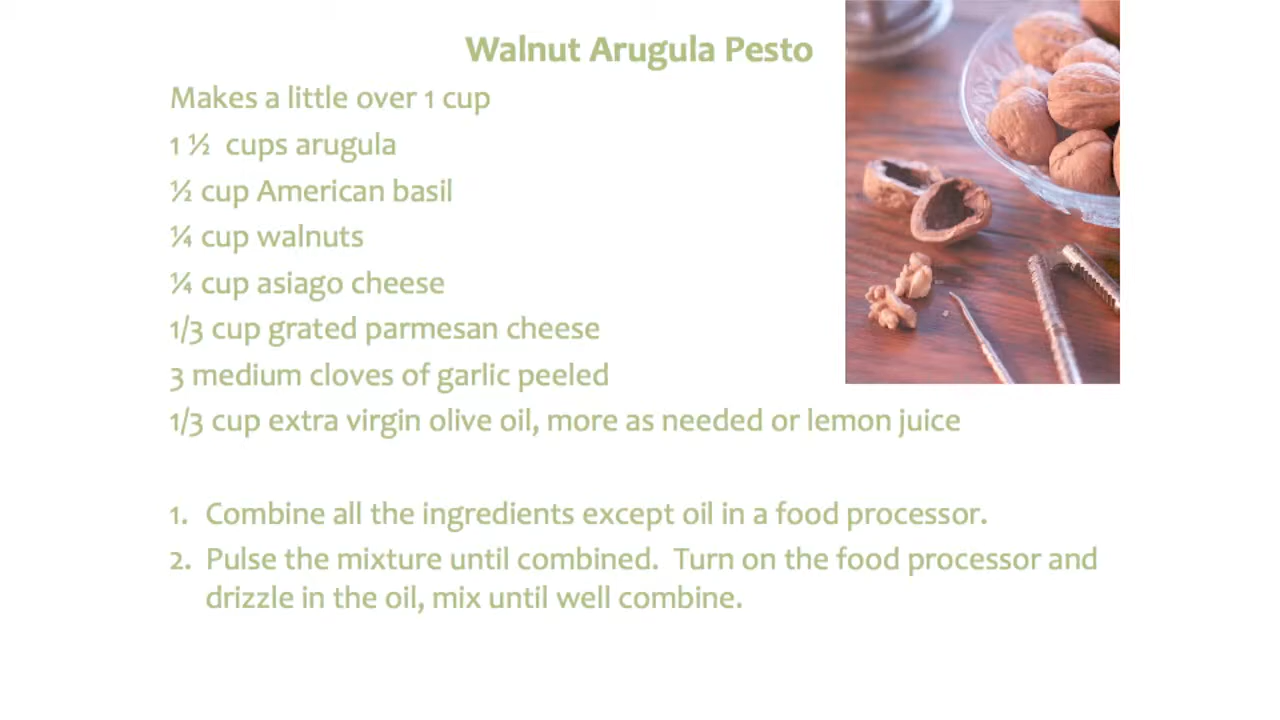 Walnut Arugula Pesto
Makes a little over 1 cup
1 ½  cups arugula
½ cup American basil
¼ cup walnuts
¼ cup asiago cheese
1/3 cup grated parmesan cheese
3 medium cloves of garlic peeled
1/3 cup extra virgin olive oil, more as needed or lemon juice
1. Combine all the ingredients except oil in a food processor.
2. Pulse the mixture until combined.  Turn on the food processor and
drizzle in the oil, mix until well combine.